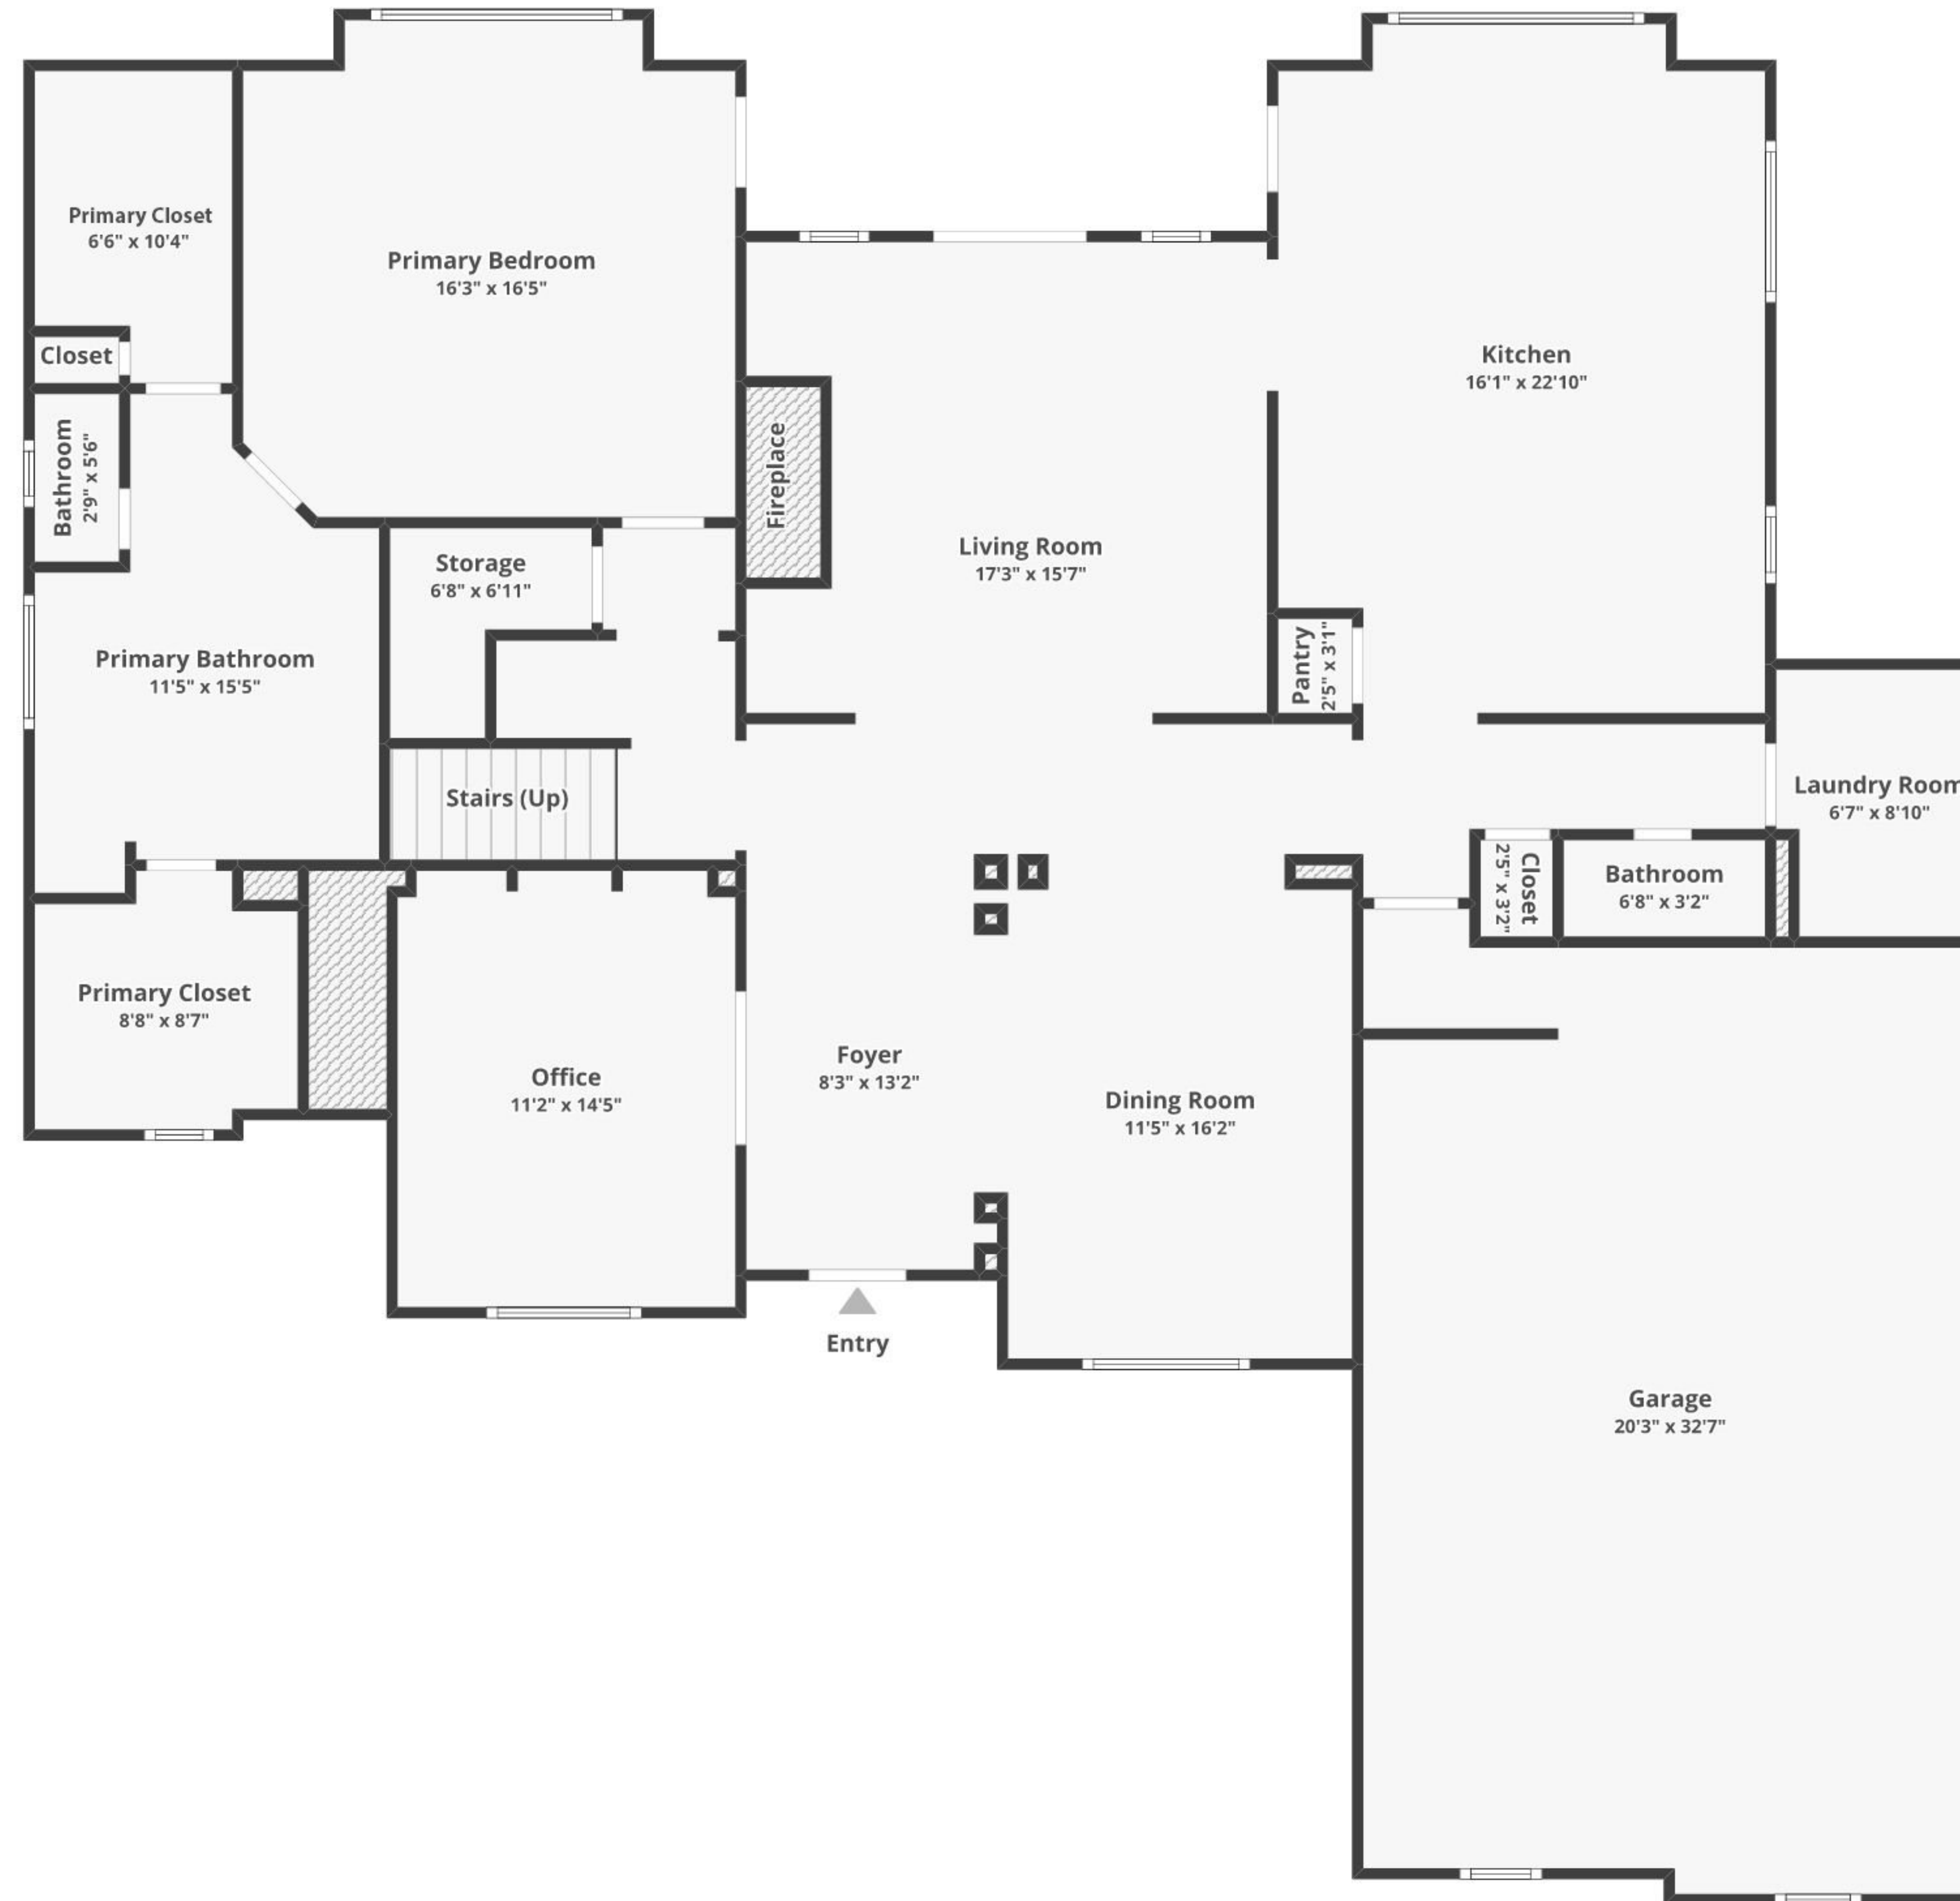 Primary Closet
6'6" x 10'4"
Primary Bedroom
16'3" x 16'5"
Closet
Bathroom
2'9" x 5'6"
Kitchen
16'1" x 22'10"
Fireplace
Living Room
17'3" x 15'7"
Storage
6'8" x 6'11"
Primary Bathroom
11'5" x 15'5"
Pantry
2'5" x 3'1"
Stairs (Up)
Laundry Room
6'7" x 8'10"
Closet
2'5" x 3'2"
Bathroom
6'8" x 3'2"
Primary Closet
8'8" x 8'7"
Office
11'2" x 14'5"
Foyer
8'3" x 13'2"
Dining Room
11'5" x 16'2"
Entry
Garage
20'3" x 32'7"